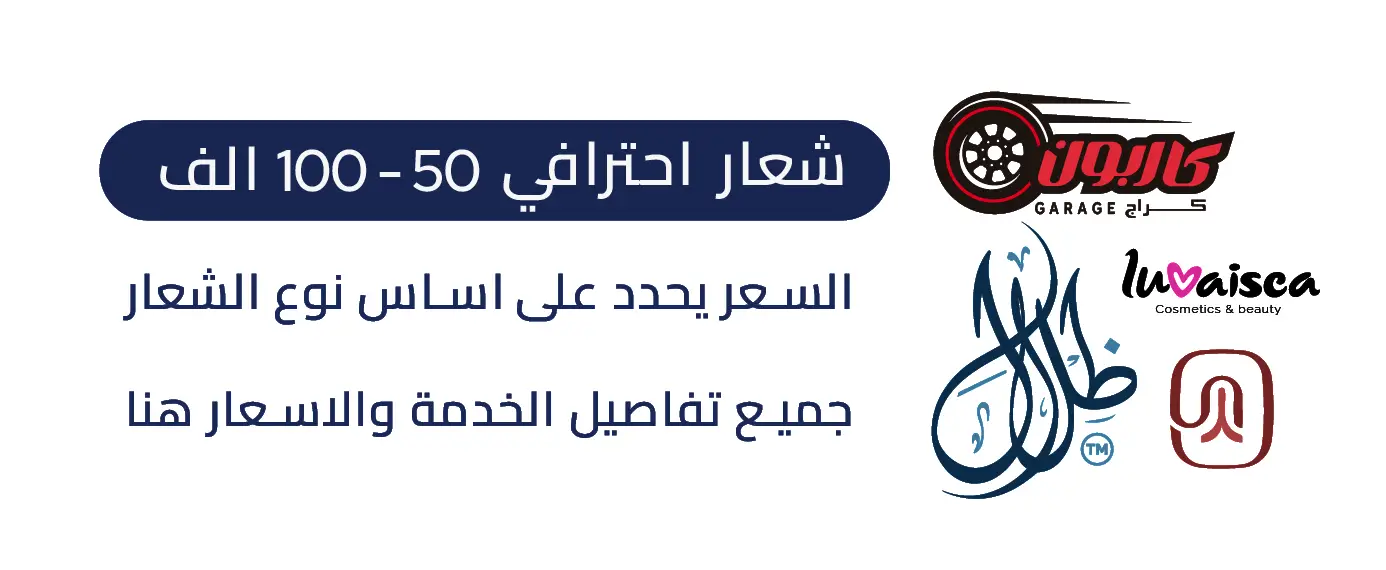 شعار احترافي 50 - 100 الف
السعر يحدد على اساس نوع الشعار
جميع تفاصيل الخدمة والاسعار هنا
كاربون
كراج GARAGE
luvaisca
Cosmetics & beauty
ظلال
TM